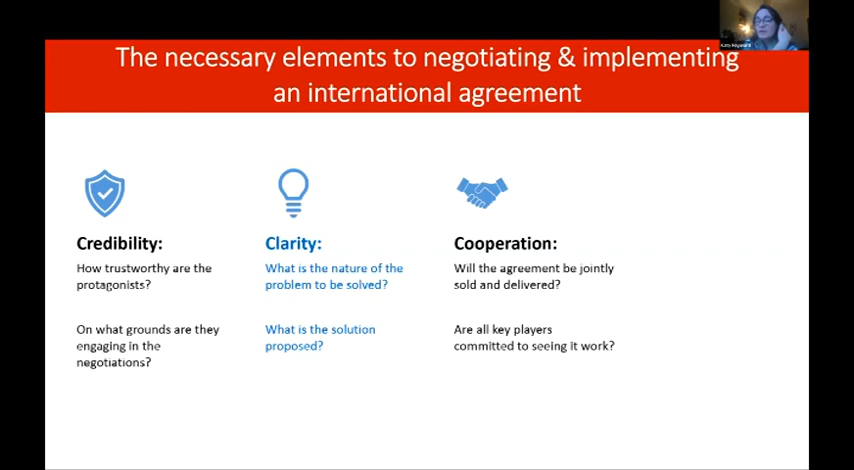 The necessary elements to negotiating & implementing
an international agreement
Credibility:
How trustworthy are the
protagonists?
On what grounds are they
engaging in the
negotiations?
Clarity:
What is the nature of the
problem to be solved?
What is the solution
proposed?
Cooperation:
Will the agreement be jointly
sold and delivered?
Are all key players
committed to seeing it work?